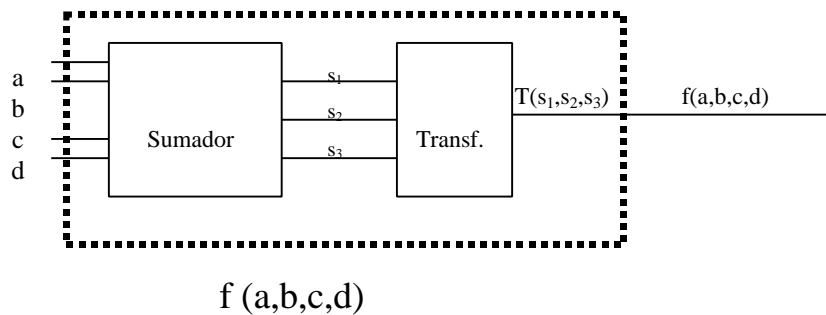 a
b
c
d
Sumador
s₁
s₂
s₃
Transf.
T(s₁,s₂,s₃)
f(a,b,c,d)
f (a,b,c,d)